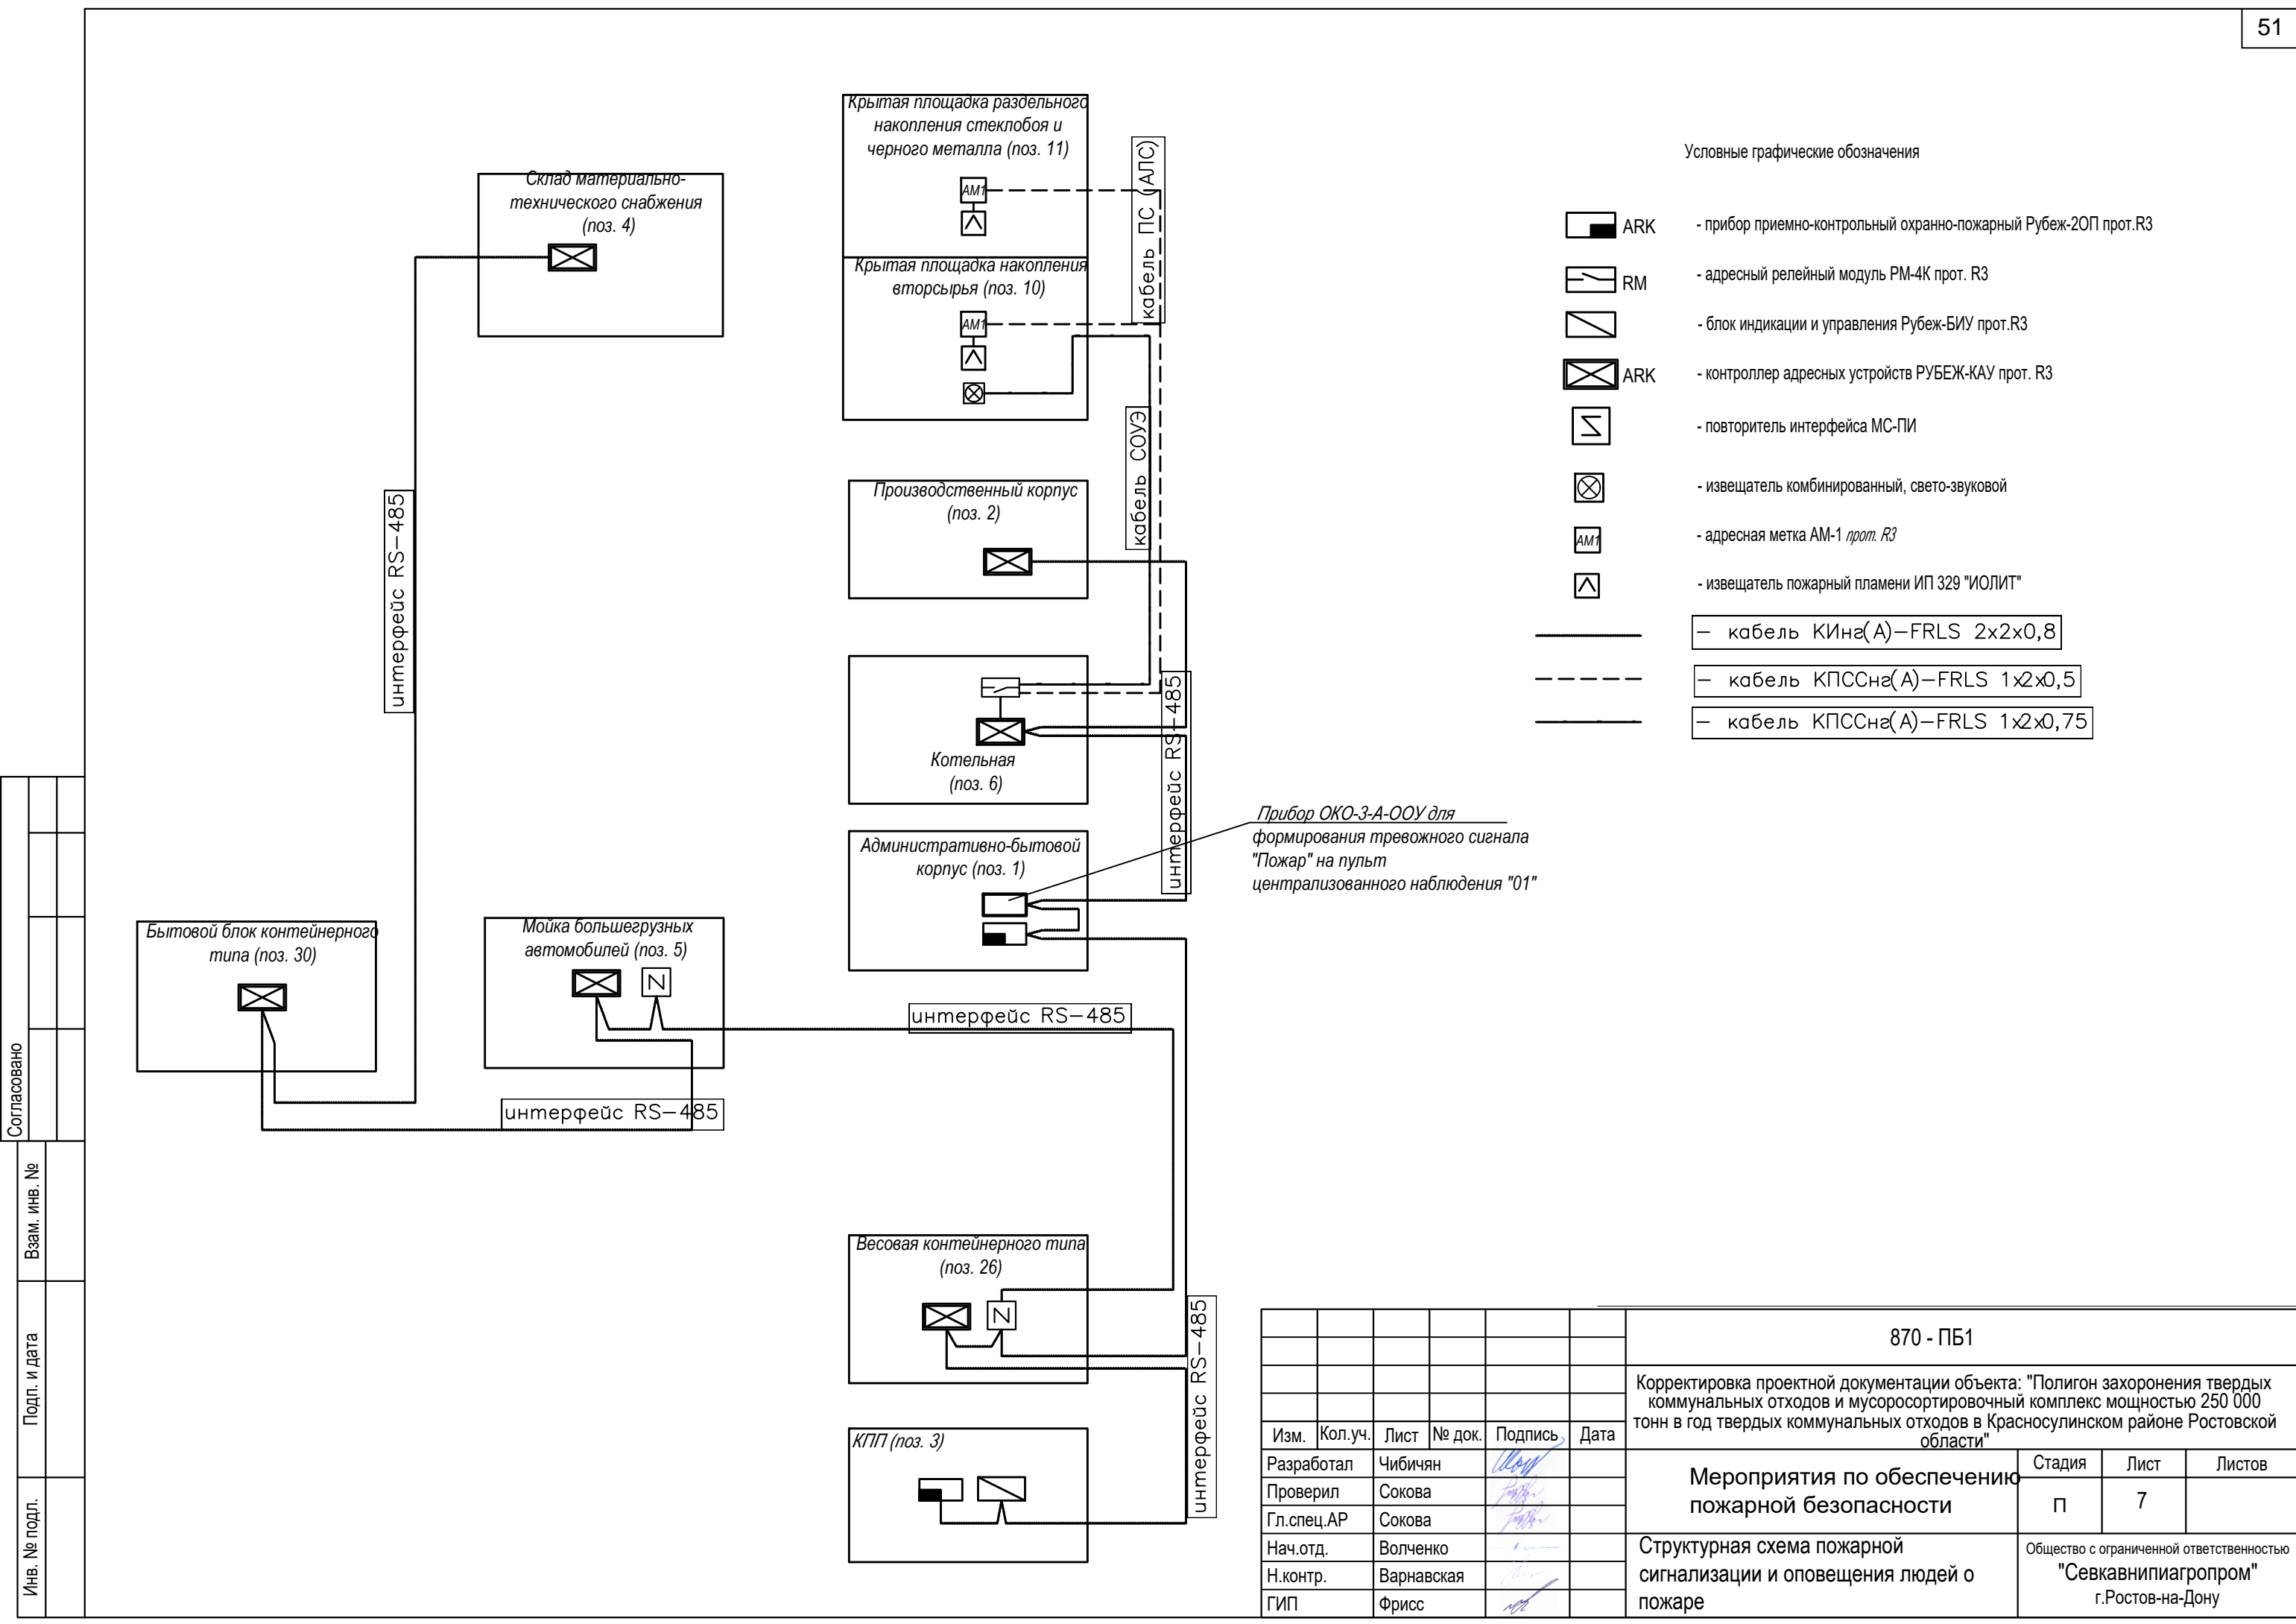 51
Крытая площадка раздельного
накопления стеклобоя и
черного металла (поз. 11)
АМ1
кабель ПС (АПС)
Склад материально-
технического снабжения
(поз. 4)
Крытая площадка накопления
вторсырья (поз. 10)
АМ1
кабель СОУЭ
интерфейс RS-485
Производственный корпус
(поз. 2)
Котельная
(поз. 6)
интерфейс RS-485
Административно-бытовой
корпус (поз. 1)
Прибор ОКО-3-А-ООУ для
формирования тревожного сигнала
"Пожар" на пульт
централизованного наблюдения "01"
Бытовой блок контейнерного
типа (поз. 30)
Мойка большегрузных
автомобилей (поз. 5)
интерфейс RS-485
интерфейс RS-485
Весовая контейнерного типа
(поз. 26)
интерфейс RS-485
КПП (поз. 3)
Условные графические обозначения
ARK - прибор приемно-контрольный охранно-пожарный Рубеж-2ОП прот.R3
RM - адресный релейный модуль РМ-4К прот. R3
- блок индикации и управления Рубеж-БИУ прот.R3
ARK - контроллер адресных устройств РУБЕЖ-КАУ прот. R3
- повторитель интерфейса МС-ПИ
- извещатель комбинированный, свето-звуковой
АМ1 - адресная метка АМ-1 прот. R3
- извещатель пожарный пламени ИП 329 "ИОЛИТ"
- кабель КИнг(А)-FRLS 2x2x0,8
- кабель КПССнг(А)-FRLS 1x2x0,5
- кабель КПССнг(А)-FRLS 1x2x0,75
Согласовано
Взам. инв. №
Подп. и дата
Инв. № подл.
870 - ПБ1
Корректировка проектной документации объекта: "Полигон захоронения твердых
коммунальных отходов и мусоросортировочный комплекс мощностью 250 000
тонн в год твердых коммунальных отходов в Красносулинском районе Ростовской
области"
Изм. Кол.уч. Лист № док. Подпись Дата
Разработал Чибичян
Проверил Сокова
Гл.спец.АР Сокова
Нач.отд. Волченко
Н.контр. Варнавская
ГИП Фрисс
Мероприятия по обеспечению
пожарной безопасности
Стадия Лист Листов
П 7
Структурная схема пожарной
сигнализации и оповещения людей о
пожаре
Общество с ограниченной ответственностью
"Севкавнипиагропром"
г.Ростов-на-Дону